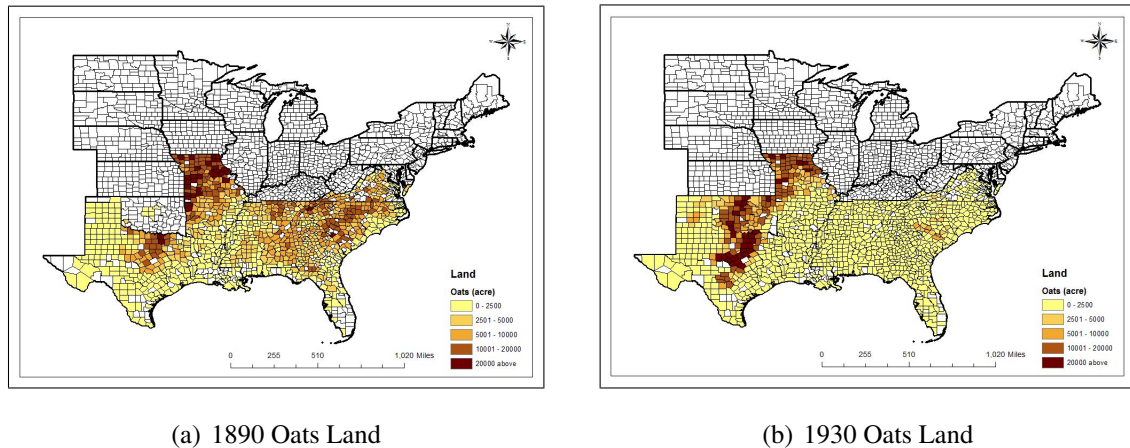 Land
Oats (acre)
0 - 2500
2501 - 5000
5001 - 10000
10001 - 20000
20000 above
0 255 510 1,020 Miles
(a) 1890 Oats Land
Land
Oats (acre)
0 - 2500
2501 - 5000
5001 - 10000
10001 - 20000
20000 above
0 255 510 1,020 Miles
(b) 1930 Oats Land